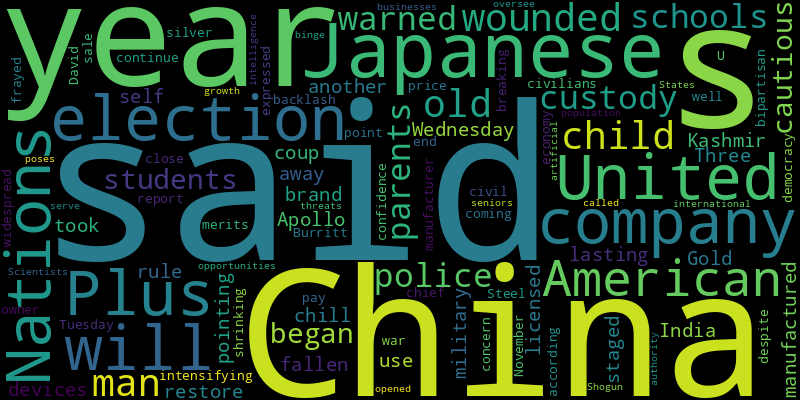 year
Japanese
S
said
China
election
United
company
American
Nations
Plus
will
man
old
child
custody
wounded
warned
schools
cautious
students
parents
police
began
self
another
silver
continue
David
sale
frayed
growth
expressed
intelligence
binge
backlash
businesses
oversee
breaking
price
point
end
Wednesday
civilians
States
U
well
bipartisan
population
economy
artificial
Kashmir
Three
democracy
coup
away
brand
Apollo
Burritt
threats
merits
confidence
manufacturer
civil
seniors
coming
called
international
close
report
poses
serve
took
widespread
Scientists
rule
opportunities
owner
Tuesday
pointing
shrinking
pay
chill
fallen
intensifying
restore
devices
war
use
opened
chief
military
Steel
concern
November
licensed
according
staged
Shogun
authority
lasting
Gold
India
despite
manufactured